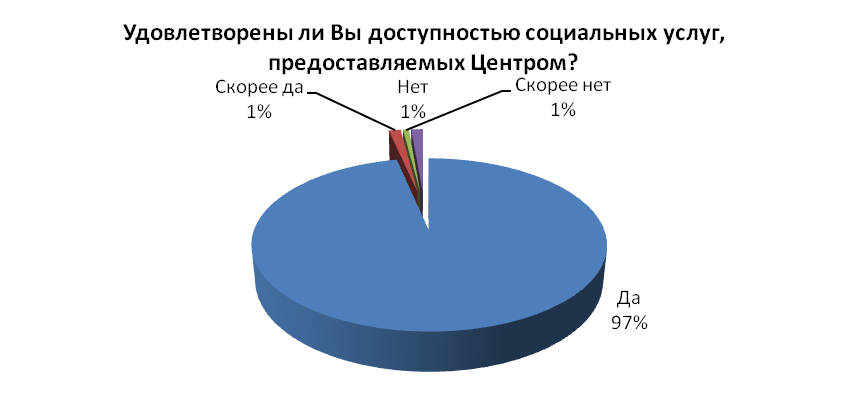 Удовлетворены ли Вы доступностью социальных услуг,
предоставляемых Центром?
Скорее да
1%
Нет
1%
Скорее нет
1%
Да
97%